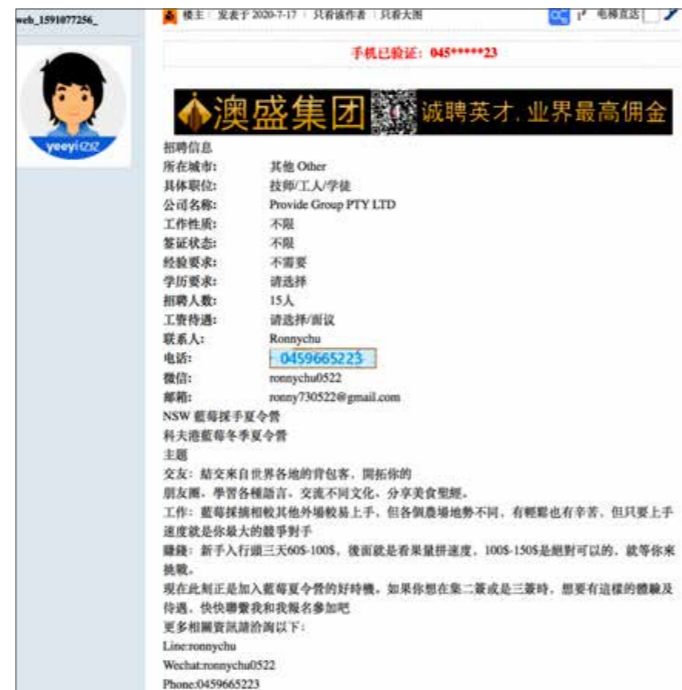 web_1591077256_
楼主 | 发表于 2020-7-17 | 只看该作者 | 只看大图
1# 电梯直达
手机已验证: 045*****23
yeeyi亿忆
澳盛集团 诚聘英才, 业界最高佣金
招聘信息
所在城市: 其他 Other
具体职位: 技师/工人/学徒
公司名称: Provide Group PTY LTD
工作性质: 不限
签证状态: 不限
经验要求: 不需要
学历要求: 请选择
招聘人数: 15人
工资待遇: 请选择/面议
联系人: Ronnychu
电话: 0459665223
微信: ronnychu0522
邮箱: ronny730522@gmail.com
NSW 藍莓採手夏令營
科夫港藍莓冬季夏令營
主題
交友: 結交來自世界各地的背包客, 開拓你的
朋友圈, 學習各種語言、交流不同文化、分享美食聖經。
工作: 藍莓採摘相較其他外場較易上手, 但各個農場地勢不同, 有輕鬆也有辛苦, 但只要上手
速度就是你最大的競爭對手
賺錢: 新手入行頭三天60$-100$, 後面就是看果量拼速度, 100$-150$是絕對可以的, 就等你來
挑戰。
現在此刻正是加入藍莓夏令營的好時機, 如果你想在集二簽或是三簽時, 想要有這樣的體驗及
待遇, 快快聯繫我和我報名參加吧
更多相關資訊請洽詢以下:
Line:ronnychu
Wechat:ronnychu0522
Phone:0459665223